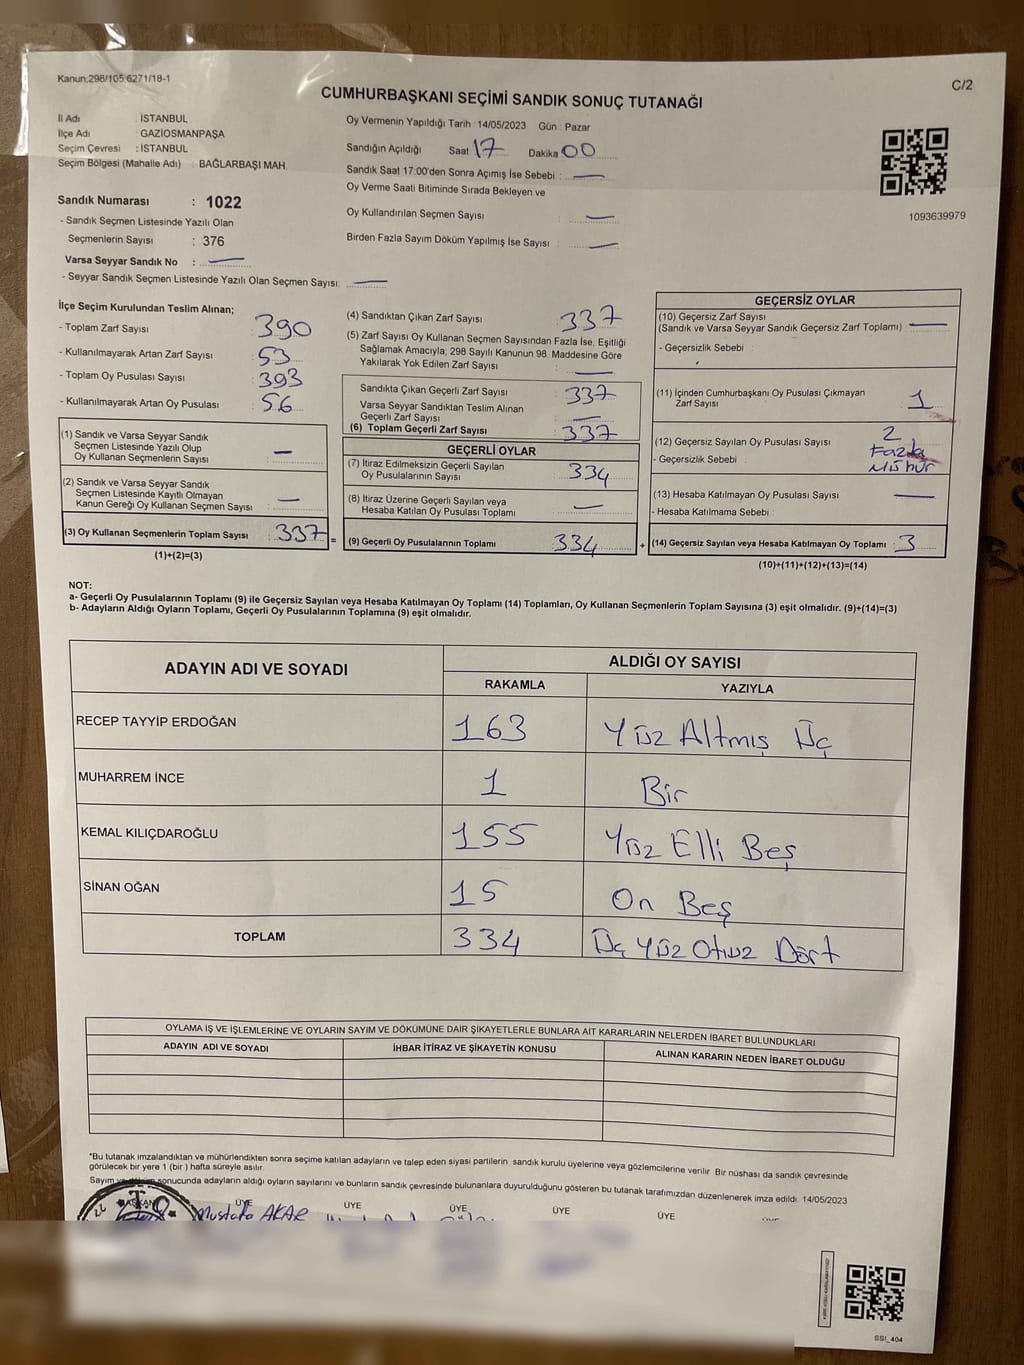 Kanun:298/105 6271/18-1
C/2
CUMHURBAŞKANI SEÇİMİ SANDIK SONUÇ TUTANAĞI
İl Adı : İSTANBUL
İlçe Adı : GAZİOSMANPAŞA
Seçim Çevresi : İSTANBUL
Seçim Bölgesi (Mahalle Adı) : BAĞLARBAŞI MAH.
Sandık Numarası : 1022
- Sandık Seçmen Listesinde Yazılı Olan
Seçmenlerin Sayısı : 376
Varsa Seyyar Sandık No : —
- Seyyar Sandık Seçmen Listesinde Yazılı Olan Seçmen Sayısı: —
Oy Vermenin Yapıldığı Tarih : 14/05/2023 Gün : Pazar
Sandığın Açıldığı Saat 17 Dakika 00
Sandık Saat 17:00'den Sonra Açımış İse Sebebi : —
Oy Verme Saati Bitiminde Sırada Bekleyen ve
Oy Kullandırılan Seçmen Sayısı : —
Birden Fazla Sayım Döküm Yapılmış İse Sayısı : —
1093639979
İlçe Seçim Kurulundan Teslim Alınan;
- Toplam Zarf Sayısı : 390
- Kullanılmayarak Artan Zarf Sayısı : 53
- Toplam Oy Pusulası Sayısı : 393
- Kullanılmayarak Artan Oy Pusulası : 56
(1) Sandık ve Varsa Seyyar Sandık
Seçmen Listesinde Yazılı Olup
Oy Kullanan Seçmenlerin Sayısı : —
(2) Sandık ve Varsa Seyyar Sandık
Seçmen Listesinde Kayıtlı Olmayan
Kanun Gereği Oy Kullanan Seçmen Sayısı : —
(3) Oy Kullanan Seçmenlerin Toplam Sayısı : 337 =
(1)+(2)=(3)
(4) Sandıktan Çıkan Zarf Sayısı : 337
(5) Zarf Sayısı Oy Kullanan Seçmen Sayısından Fazla İse, Eşitliği
Sağlamak Amacıyla; 298 Sayılı Kanunun 98. Maddesine Göre
Yakılarak Yok Edilen Zarf Sayısı : —
Sandıkta Çıkan Geçerli Zarf Sayısı : 337
Varsa Seyyar Sandıktan Teslim Alınan
Geçerli Zarf Sayısı : —
(6) Toplam Geçerli Zarf Sayısı : 337
GEÇERLİ OYLAR
(7) İtiraz Edilmeksizin Geçerli Sayılan
Oy Pusulalarının Sayısı : 334
(8) İtiraz Üzerine Geçerli Sayılan veya
Hesaba Katılan Oy Pusulası Toplamı : —
(9) Geçerli Oy Pusulalarının Toplamı : 334 +
GEÇERSİZ OYLAR
(10) Geçersiz Zarf Sayısı
(Sandık ve Varsa Seyyar Sandık Geçersiz Zarf Toplamı) : —
- Geçersizlik Sebebi :
(11) İçinden Cumhurbaşkanı Oy Pusulası Çıkmayan
Zarf Sayısı : 1
(12) Geçersiz Sayılan Oy Pusulası Sayısı : 2
- Geçersizlik Sebebi : Fazla
Mühür
(13) Hesaba Katılmayan Oy Pusulası Sayısı : —
- Hesaba Katılmama Sebebi :
(14) Geçersiz Sayılan veya Hesaba Katılmayan Oy Toplamı : 3
(10)+(11)+(12)+(13)=(14)
NOT:
a- Geçerli Oy Pusulalarının Toplamı (9) ile Geçersiz Sayılan veya Hesaba Katılmayan Oy Toplamı (14) Toplamları, Oy Kullanan Seçmenlerin Toplam Sayısına (3) eşit olmalıdır. (9)+(14)=(3)
b- Adayların Aldığı Oyların Toplamı, Geçerli Oy Pusulalarının Toplamına (9) eşit olmalıdır.
ADAYIN ADI VE SOYADI
ALDIĞI OY SAYISI
RAKAMLA YAZIYLA
RECEP TAYYİP ERDOĞAN 163 Yüz Altmış Üç
MUHARREM İNCE 1 Bir
KEMAL KILIÇDAROĞLU 155 Yüz Elli Beş
SİNAN OĞAN 15 On Beş
TOPLAM 334 Üç Yüz Otuz Dört
OYLAMA İŞ VE İŞLEMLERİNE VE OYLARIN SAYIM VE DÖKÜMÜNE DAİR ŞİKAYETLERLE BUNLARA AİT KARARLARIN NELERDEN İBARET BULUNDUKLARI
ADAYIN ADI VE SOYADI İHBAR İTİRAZ VE ŞİKAYETİN KONUSU ALINAN KARARIN NEDEN İBARET OLDUĞU
*Bu tutanak imzalandıktan ve mühürlendikten sonra seçime katılan adayların ve talep eden siyasi partilerin sandık kurulu üyelerine veya gözlemcilerine verilir. Bir nüshası da sandık çevresinde
görülecek bir yere 1 (bir) hafta süreyle asılır.
Sayım ve döküm sonucunda adayların aldığı oyların sayılarını ve bunların sandık çevresinde bulunanlara duyurulduğunu gösteren bu tutanak tarafımızdan düzenlenerek imza edildi. 14/05/2023
BAŞKAN ÜYE ÜYE ÜYE ÜYE ÜYE
Mustafa AKAR
SSİ_404